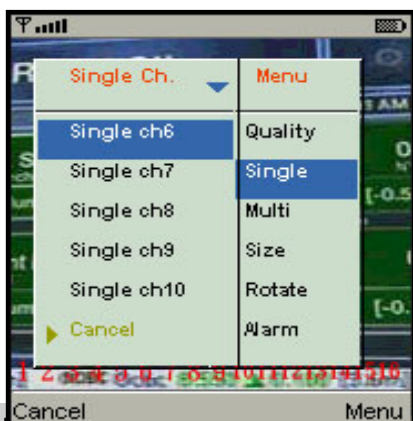 Single Ch.
Menu
Single ch6
Single ch7
Single ch8
Single ch9
Single ch10
Cancel
Quality
Single
Multi
Size
Rotate
Alarm
1 2 3 4 5 6 7 8 9 10 11 12 13 14 15 16
Cancel
Menu